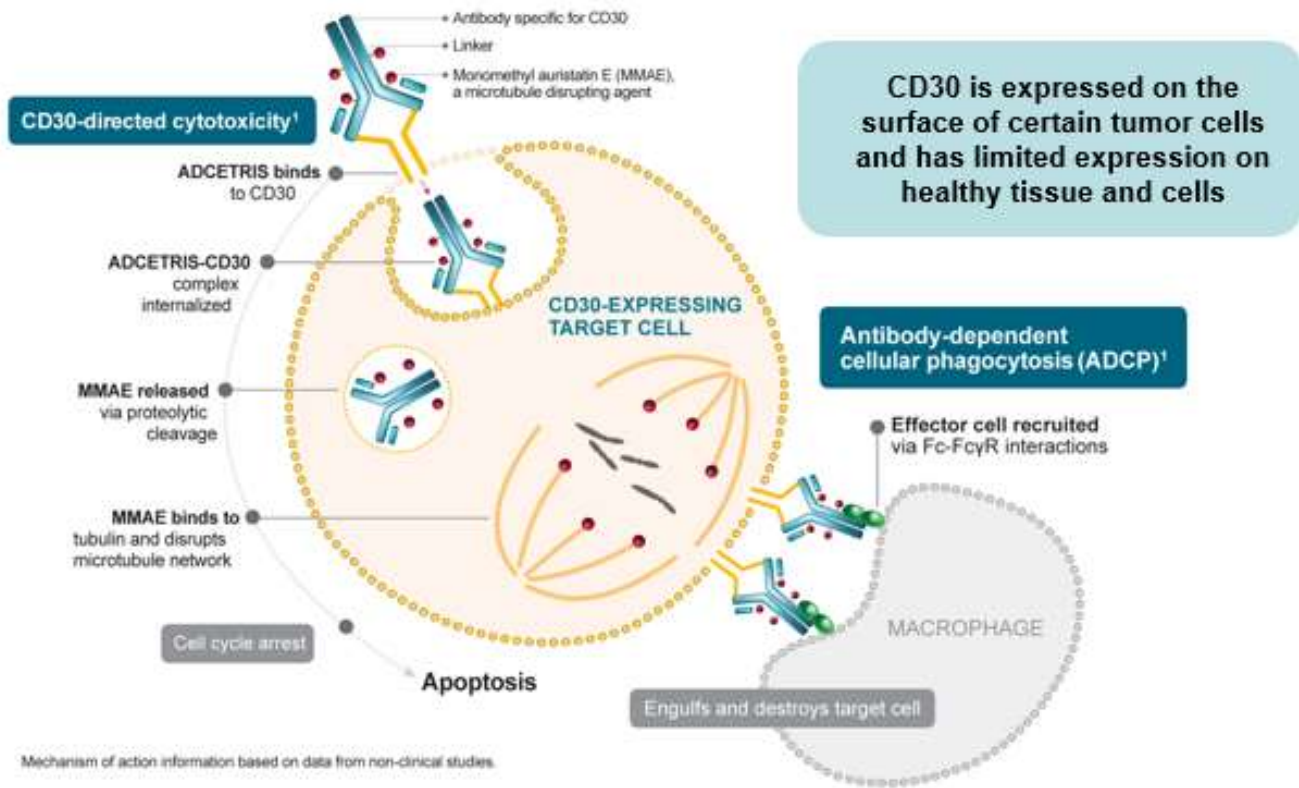 • Antibody specific for CD30
• Linker
• Monomethyl auristatin E (MMAE),
a microtubule disrupting agent
CD30-directed cytotoxicity¹
ADCETRIS binds
to CD30
ADCETRIS-CD30
complex
internalized
MMAE released
via proteolytic
cleavage
MMAE binds to
tubulin and disrupts
microtubule network
Cell cycle arrest
Apoptosis
CD30-EXPRESSING
TARGET CELL
CD30 is expressed on the
surface of certain tumor cells
and has limited expression on
healthy tissue and cells
Antibody-dependent
cellular phagocytosis (ADCP)¹
Effector cell recruited
via Fc-FcγR interactions
MACROPHAGE
Engulfs and destroys target cell
Mechanism of action information based on data from non-clinical studies.